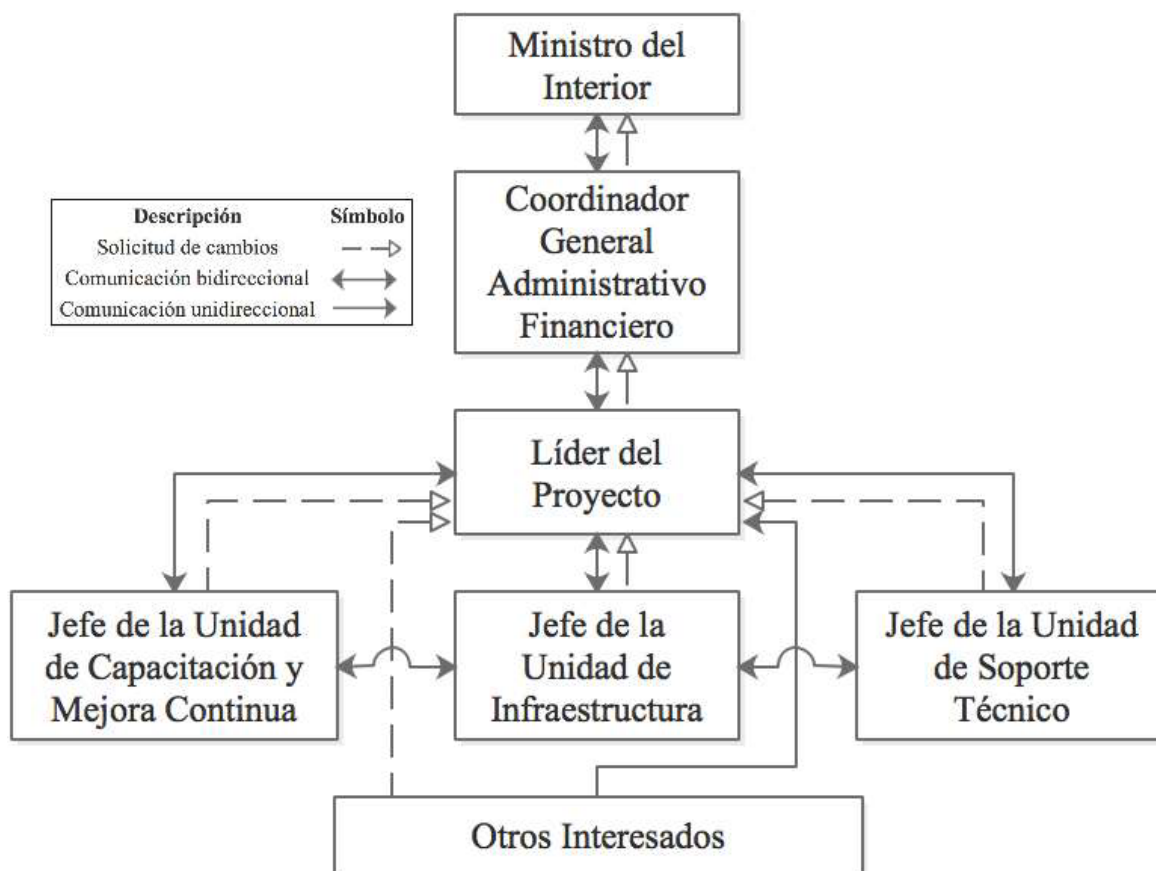 Ministro del
Interior
Coordinador
General
Administrativo
Financiero
Descripción Símbolo
Solicitud de cambios
Comunicación bidireccional
Comunicación unidireccional
Líder del
Proyecto
Jefe de la Unidad
de Capacitación y
Mejora Continua
Jefe de la
Unidad de
Infraestructura
Jefe de la Unidad
de Soporte
Técnico
Otros Interesados